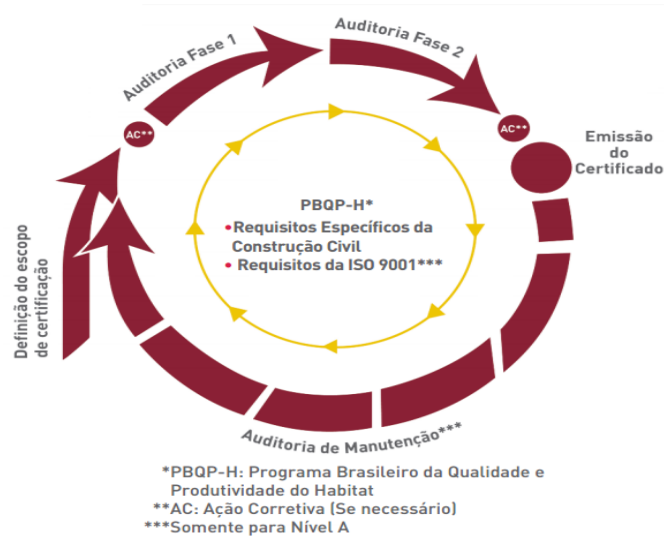 Auditoria Fase 1
Auditoria Fase 2
AC**
AC**
Emissão
do
Certificado
PBQP-H*
•Requisitos Específicos da
Construção Civil
• Requisitos da ISO 9001***
Definição do escopo
de certificação
Auditoria de Manutenção***
*PBQP-H: Programa Brasileiro da Qualidade e
Produtividade do Habitat
**AC: Ação Corretiva (Se necessário)
***Somente para Nível A